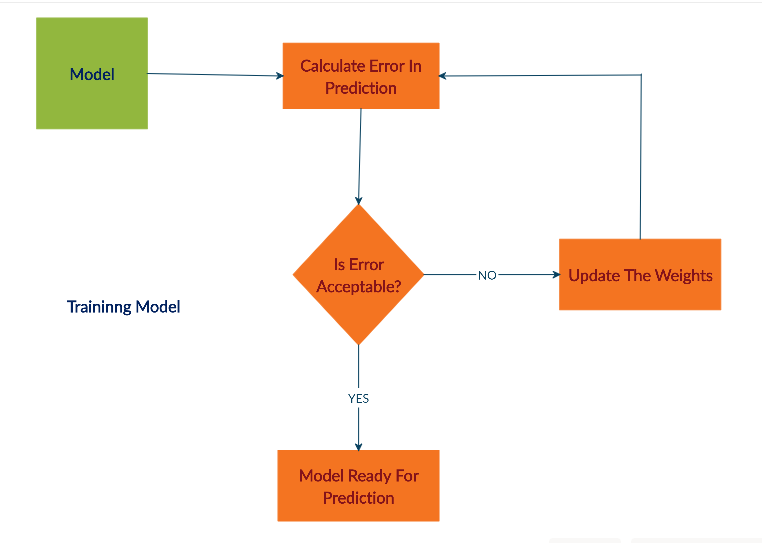 Model
Calculate Error In
Prediction
Is Error
Acceptable?
NO
Update The Weights
Traininng Model
YES
Model Ready For
Prediction